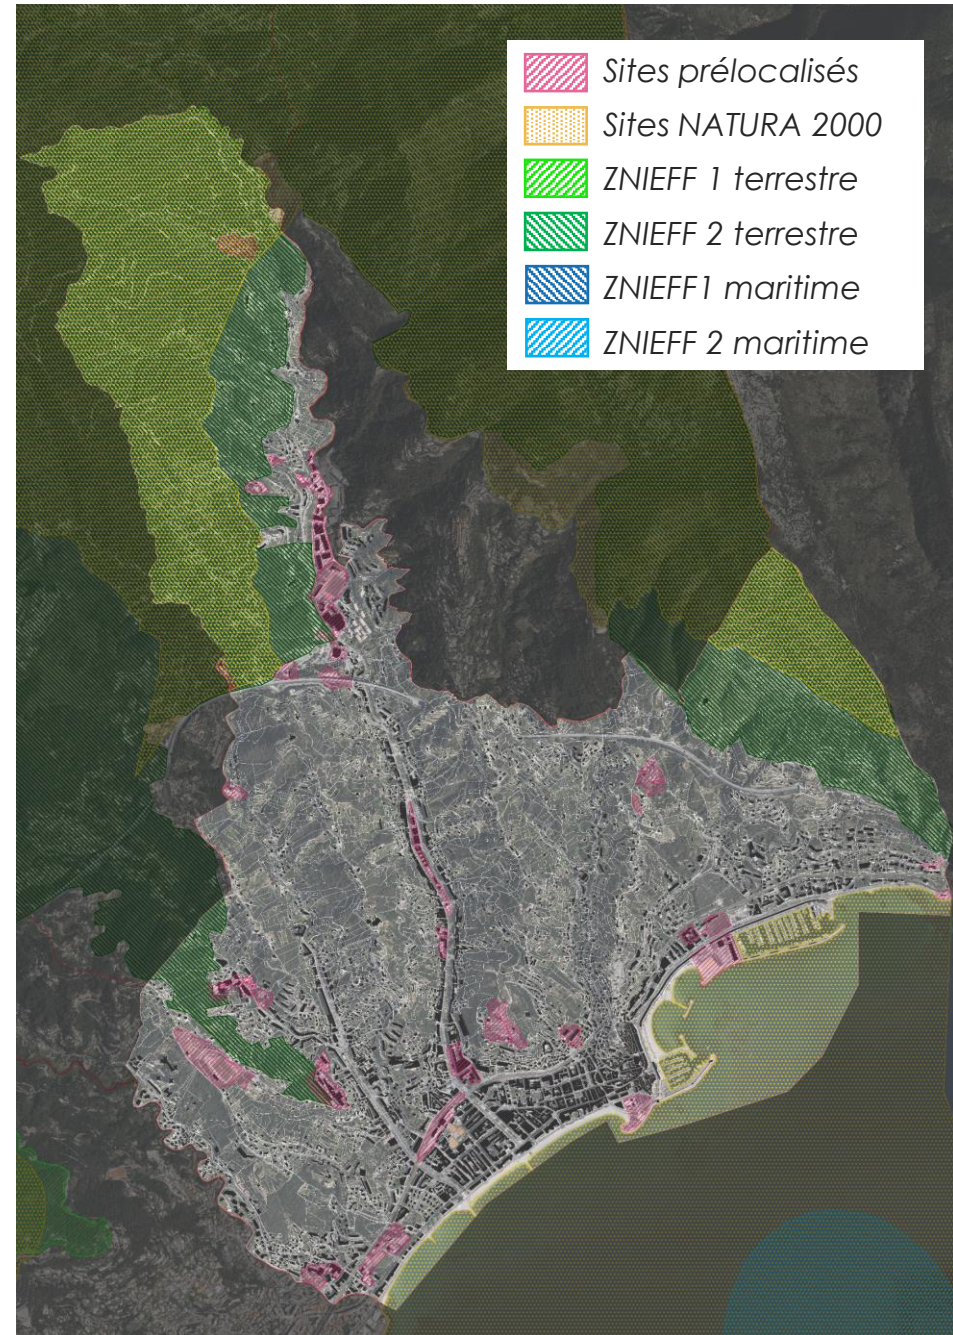 Sites prélocalisés
Sites NATURA 2000
ZNIEFF 1 terrestre
ZNIEFF 2 terrestre
ZNIEFF1 maritime
ZNIEFF 2 maritime